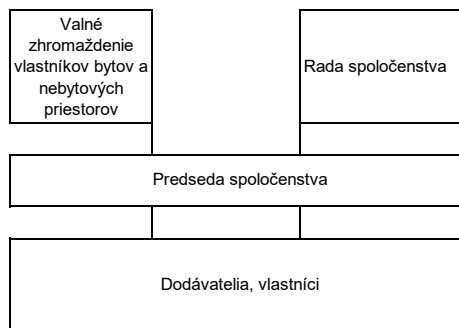 Valné
zhromaždenie
vlastníkov bytov a
nebytových
priestorov
Rada spoločenstva
Predseda spoločenstva
Dodávatelia, vlastníci